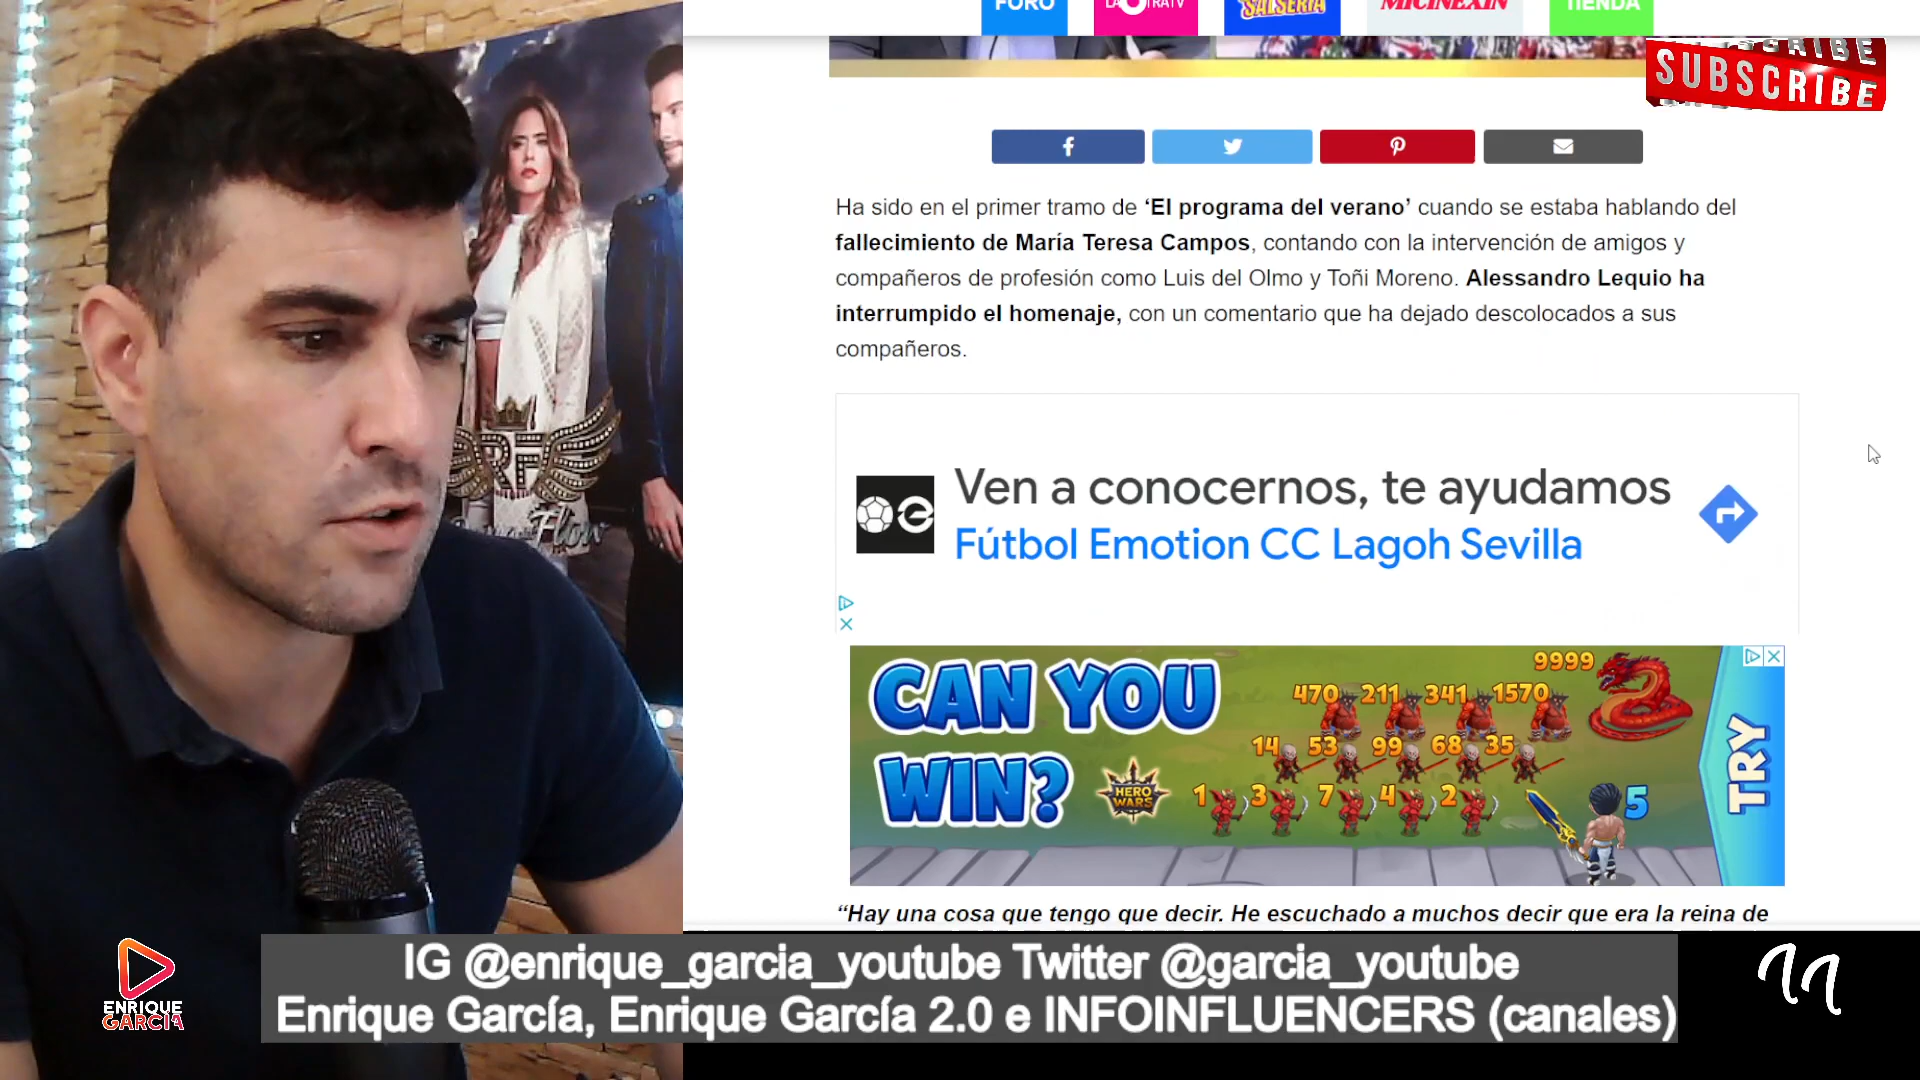 FORO
LA OTRA TV
SALSERÍA
MICINEXIN
TIENDA
SUBSCRIBE
Ha sido en el primer tramo de ‘El programa del verano’ cuando se estaba hablando del
fallecimiento de María Teresa Campos, contando con la intervención de amigos y
compañeros de profesión como Luis del Olmo y Toñi Moreno. Alessandro Lequio ha
interrumpido el homenaje, con un comentario que ha dejado descolocados a sus
compañeros.
Ven a conocernos, te ayudamos
Fútbol Emotion CC Lagoh Sevilla
CAN YOU
WIN?
HERO
WARS
9999
470 211 341 1570
14 53 99 68 35
1 3 7 4 2
5
TRY
RF
“Hay una cosa que tengo que decir. He escuchado a muchos decir que era la reina de
IG @enrique_garcia_youtube Twitter @garcia_youtube
Enrique García, Enrique García 2.0 e INFOINFLUENCERS (canales)
ENRIQUE
GARCÍA